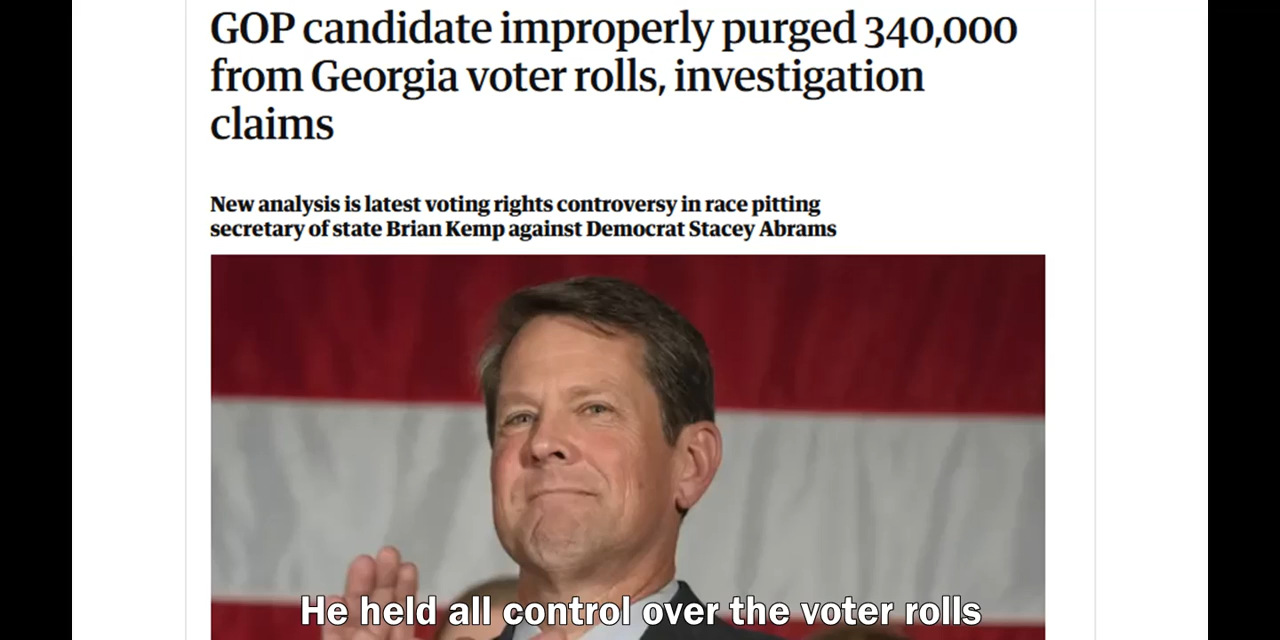 GOP candidate improperly purged 340,000
from Georgia voter rolls, investigation
claims
New analysis is latest voting rights controversy in race pitting
secretary of state Brian Kemp against Democrat Stacey Abrams
He held all control over the voter rolls